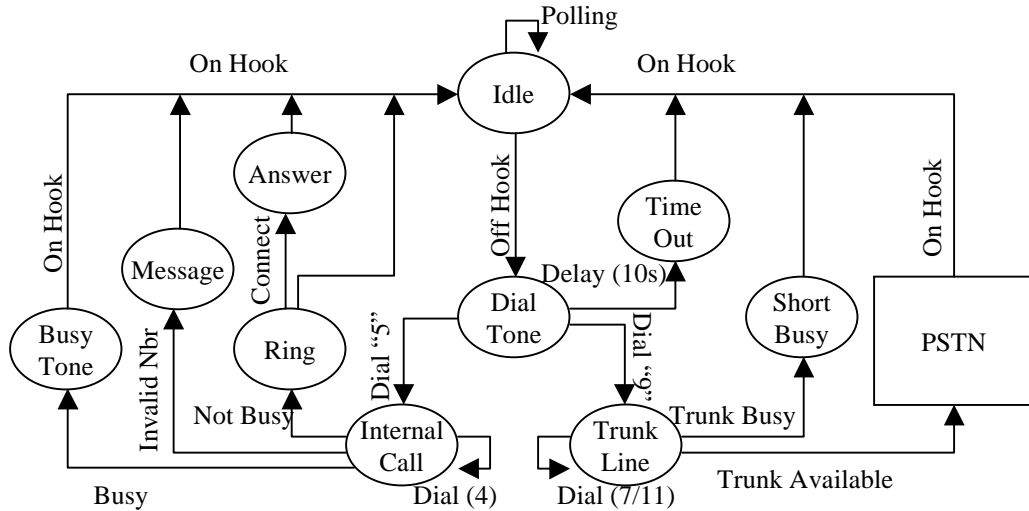 Polling
On Hook
On Hook
Idle
Answer
Off Hook
Time
Out
On Hook
Message
Connect
On Hook
Delay (10s)
Dial
Tone
Short
Busy
PSTN
Busy
Tone
Invalid Nbr
Ring
Dial “5”
Dial “9”
Not Busy
Internal
Call
Trunk
Line
Trunk Busy
Busy
Dial (4)
Dial (7/11)
Trunk Available